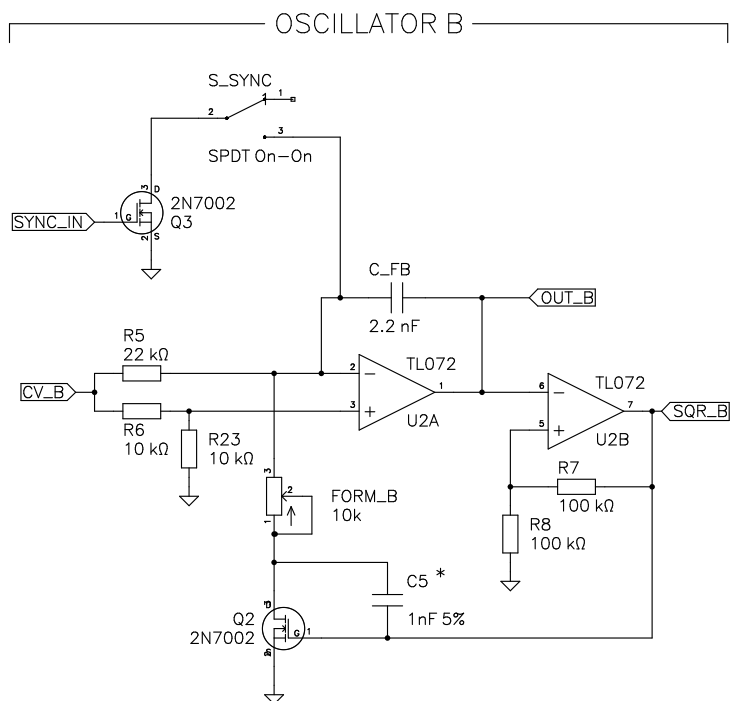 OSCILLATOR B
S_SYNC
1
2
3
SPDT On-On
3
D
2N7002
SYNC_IN
1
G
Q3
2
S
C_FB
OUT_B
2.2 nF
R5
22 kΩ
TL072
TL072
2
1
6
7
CV_B
SQR_B
3
5
R6
10 kΩ
R23
10 kΩ
U2A
U2B
R7
100 kΩ
3
2
FORM_B
10k
1
R8
100 kΩ
C5 *
1nF 5%
Q2
2N7002
3
D
G
1
2
S